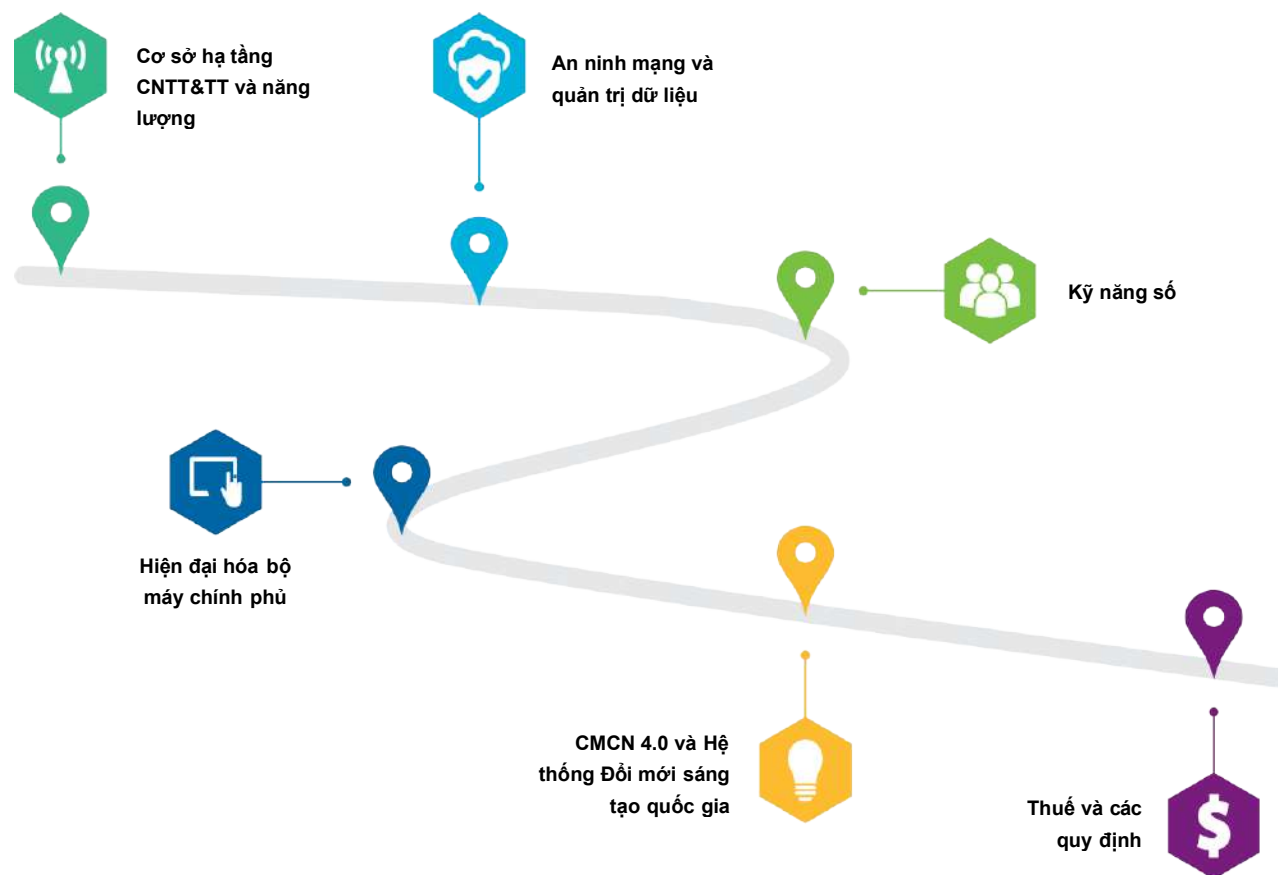 Cơ sở hạ tầng
CNTT&TT và năng
lượng
An ninh mạng và
quản trị dữ liệu
Kỹ năng số
Hiện đại hóa bộ
máy chính phủ
CMCN 4.0 và Hệ
thống Đổi mới sáng
tạo quốc gia
Thuế và các
quy định
$